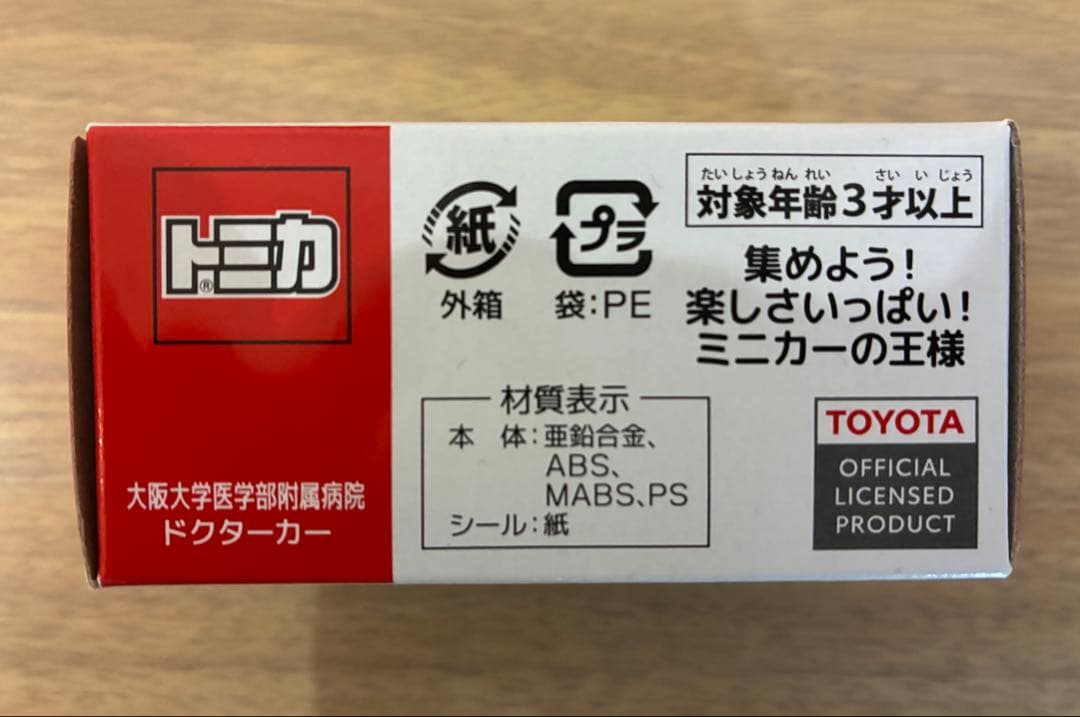 トミカ®
大阪大学医学部附属病院
ドクターカー
紙
外箱
プラ
袋:PE
たいしょうねんれい さいいじょう
対象年齢3才以上
集めよう!
楽しさいっぱい!
ミニカーの王様
材質表示
本 体:亜鉛合金、
ABS、
MABS、PS
シール:紙
TOYOTA
OFFICIAL
LICENSED
PRODUCT